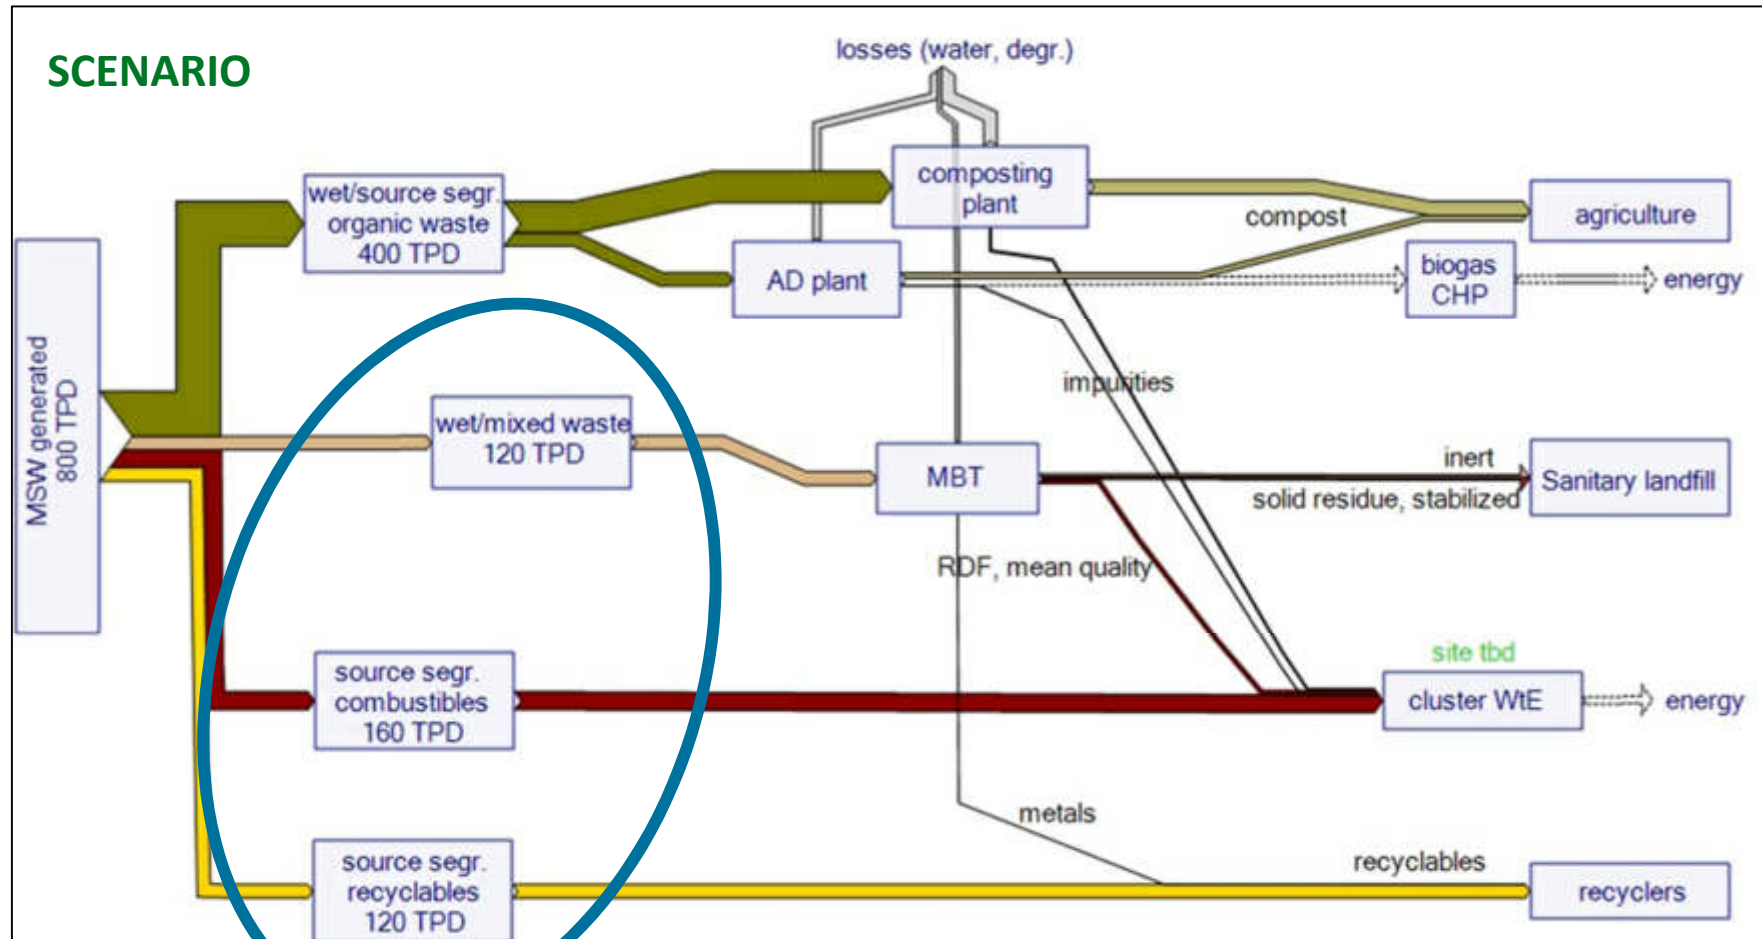 SCENARIO
losses (water, degr.)
wet/source segr.
organic waste
400 TPD
composting
plant
compost
agriculture
AD plant
biogas
CHP
energy
MSW generated
800 TPD
impurities
wet/mixed waste
120 TPD
MBT
inert
solid residue, stabilized
Sanitary landfill
RDF, mean quality
source segr.
combustibles
160 TPD
site tbd
cluster WtE
energy
metals
source segr.
recyclables
120 TPD
recyclables
recyclers